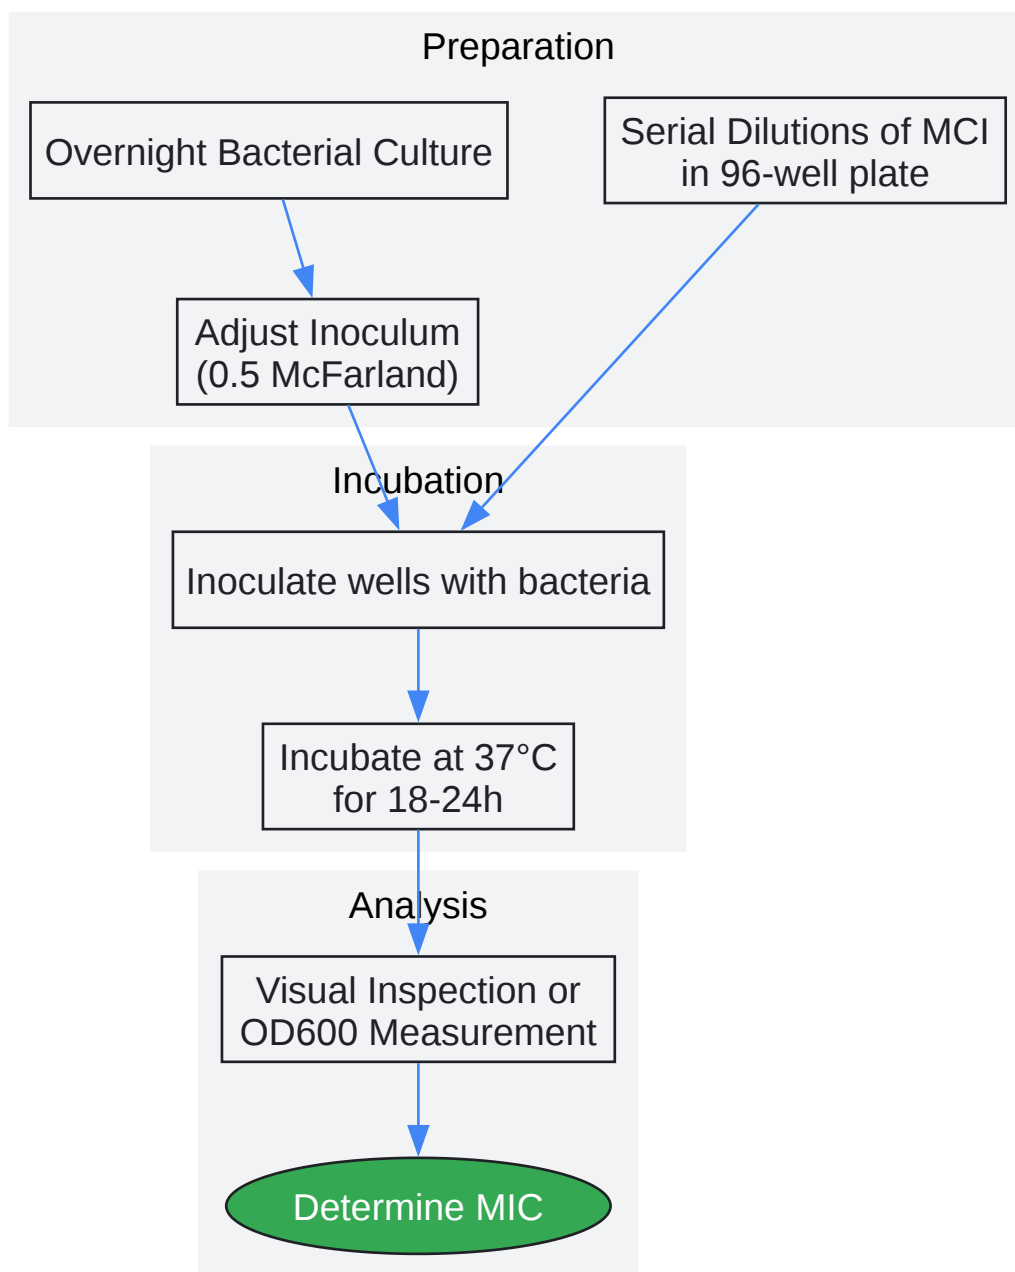 Preparation
Overnight Bacterial Culture
Serial Dilutions of MCI
in 96-well plate
Adjust Inoculum
(0.5 McFarland)
Incubation
Inoculate wells with bacteria
Incubate at 37°C
for 18-24h
Analysis
Visual Inspection or
OD600 Measurement
Determine MIC